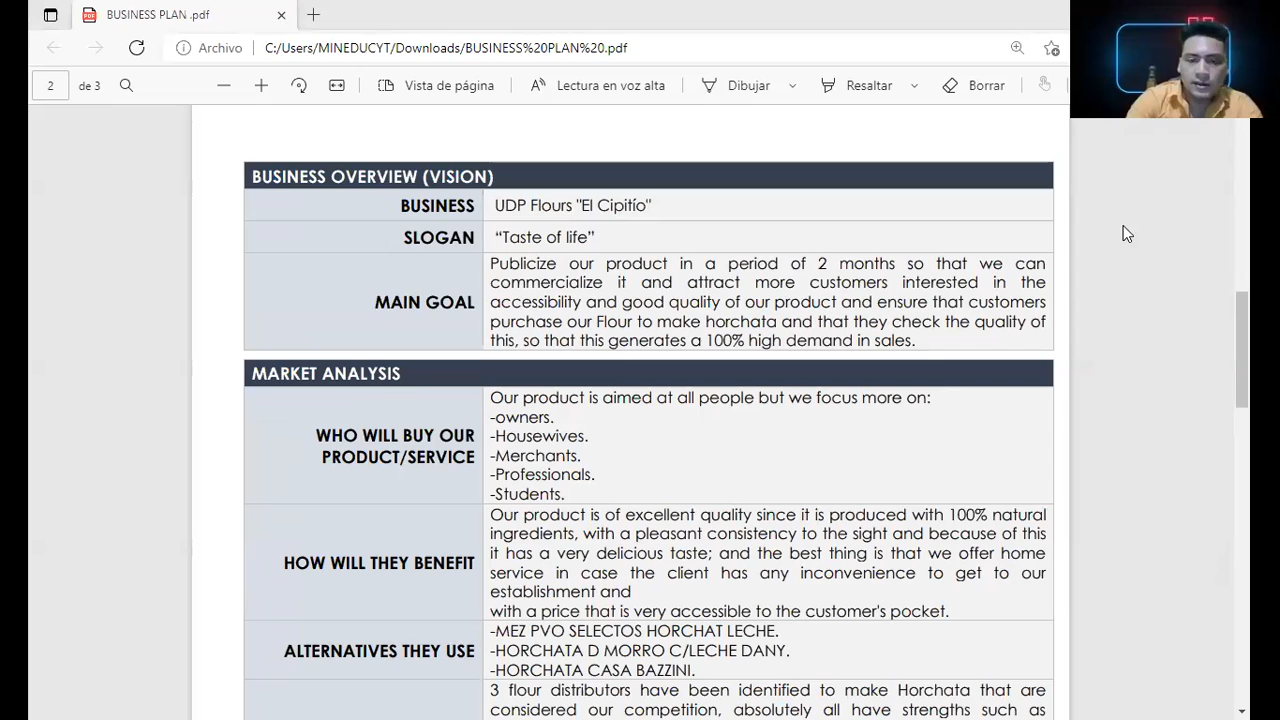 BUSINESS PLAN .pdf
Archivo
C:/Users/MINEDUCYT/Downloads/BUSINESS%20PLAN%20.pdf
2
de 3
Vista de página
Lectura en voz alta
Dibujar
Resaltar
Borrar
BUSINESS OVERVIEW (VISION)
BUSINESS
UDP Flours "El Cipitío"
SLOGAN
“Taste of life”
MAIN GOAL
Publicize our product in a period of 2 months so that we can
commercialize it and attract more customers interested in the
accessibility and good quality of our product and ensure that customers
purchase our Flour to make horchata and that they check the quality of
this, so that this generates a 100% high demand in sales.
MARKET ANALYSIS
WHO WILL BUY OUR
PRODUCT/SERVICE
Our product is aimed at all people but we focus more on:
-owners.
-Housewives.
-Merchants.
-Professionals.
-Students.
HOW WILL THEY BENEFIT
Our product is of excellent quality since it is produced with 100% natural
ingredients, with a pleasant consistency to the sight and because of this
it has a very delicious taste; and the best thing is that we offer home
service in case the client has any inconvenience to get to our
establishment and
with a price that is very accessible to the customer's pocket.
ALTERNATIVES THEY USE
-MEZ PVO SELECTOS HORCHAT LECHE.
-HORCHATA D MORRO C/LECHE DANY.
-HORCHATA CASA BAZZINI.
3 flour distributors have been identified to make Horchata that are
considered our competition, absolutely all have strengths such as